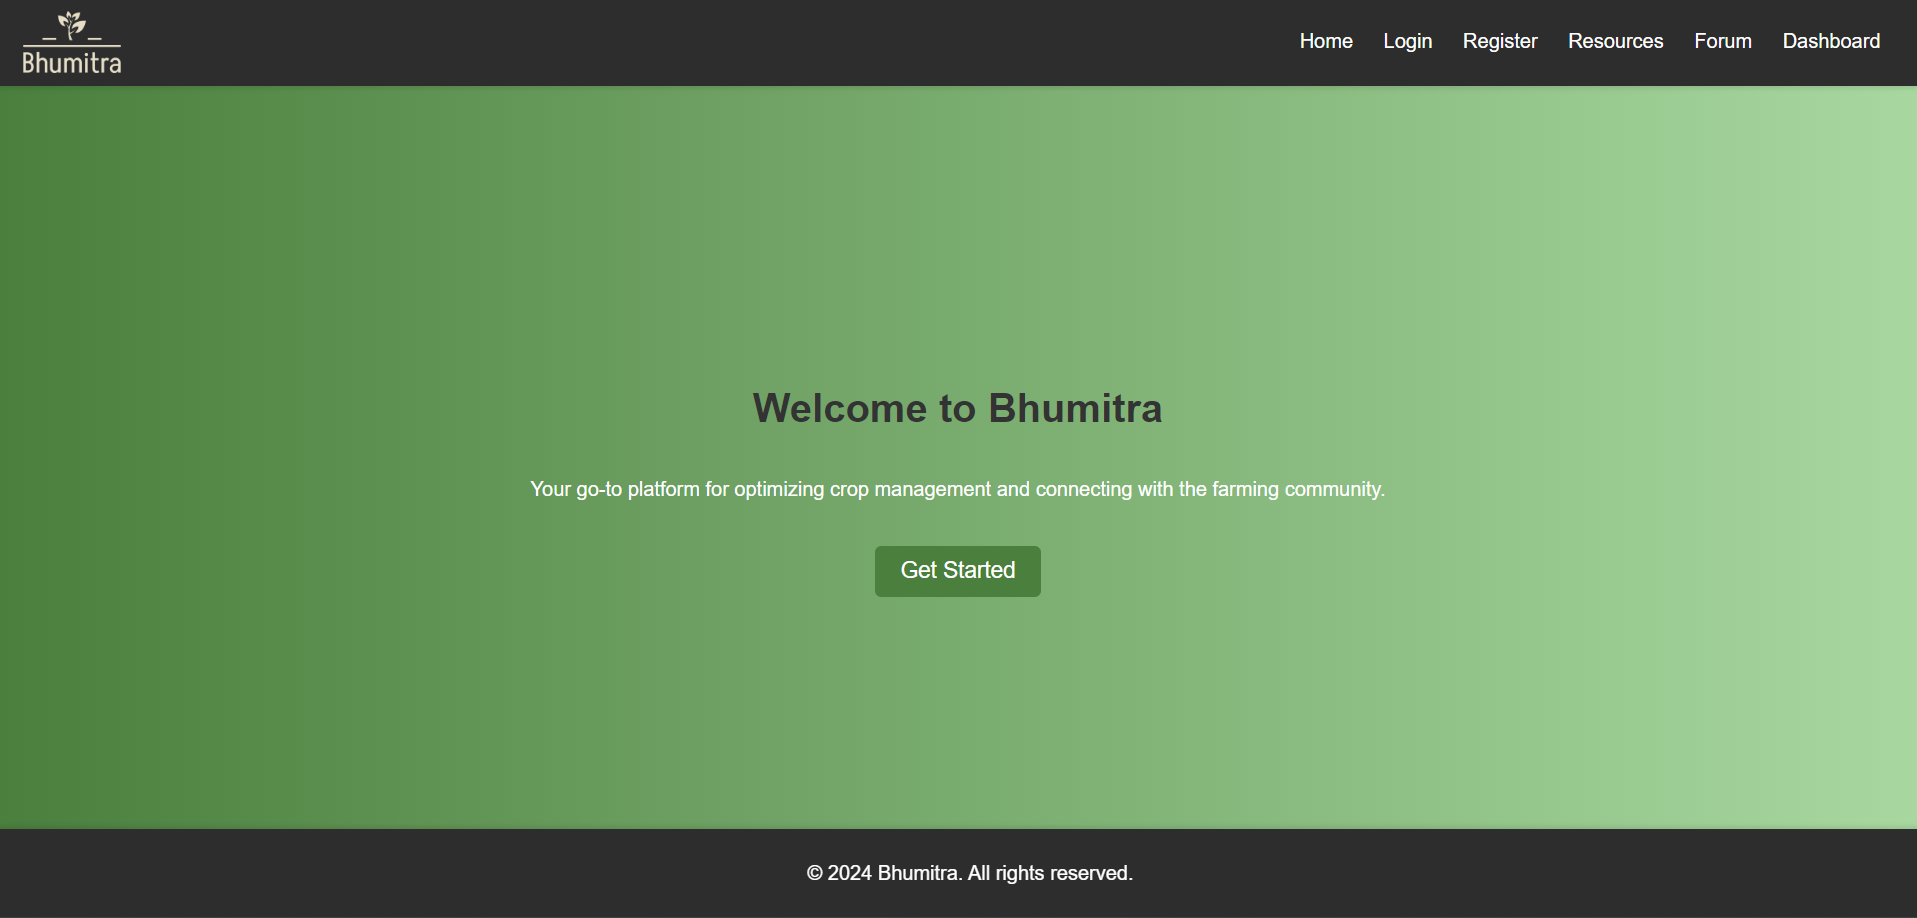 Bhumitra
Home Login Register Resources Forum Dashboard
Welcome to Bhumitra
Your go-to platform for optimizing crop management and connecting with the farming community.
Get Started
© 2024 Bhumitra. All rights reserved.